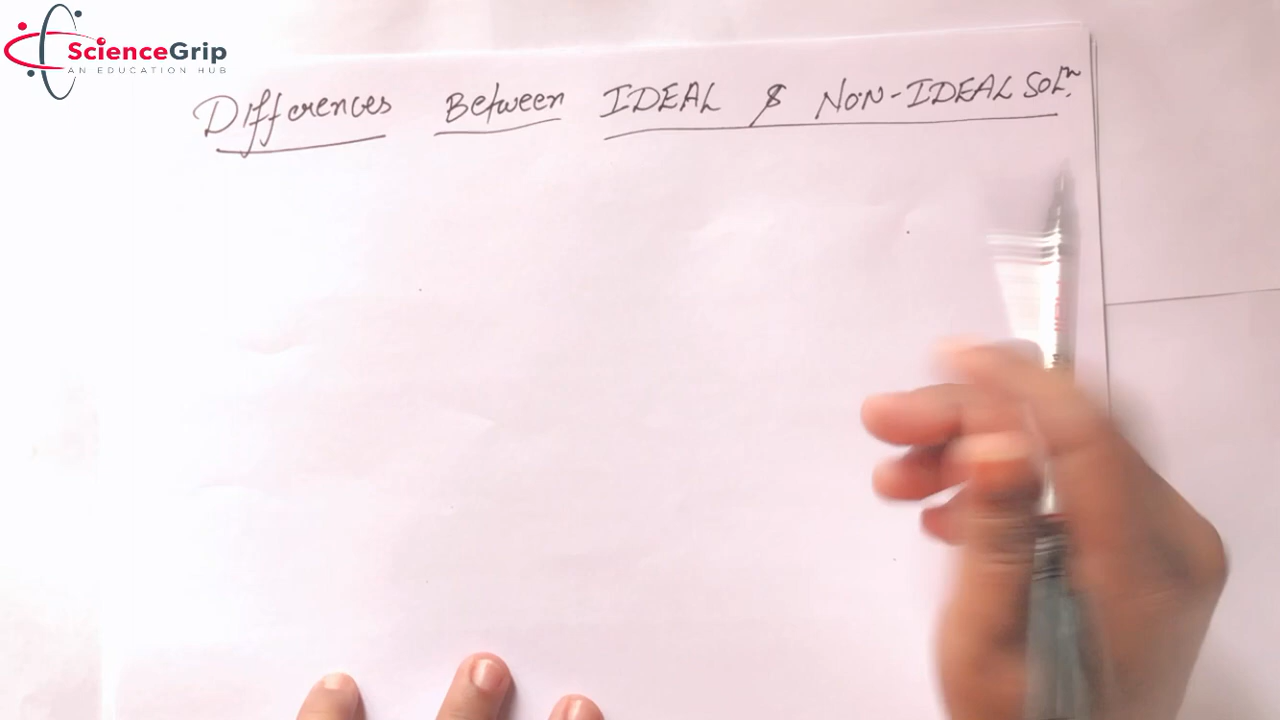 ScienceGrip
AN EDUCATION HUB
Differences Between IDEAL & NON-IDEAL SOLⁿ.